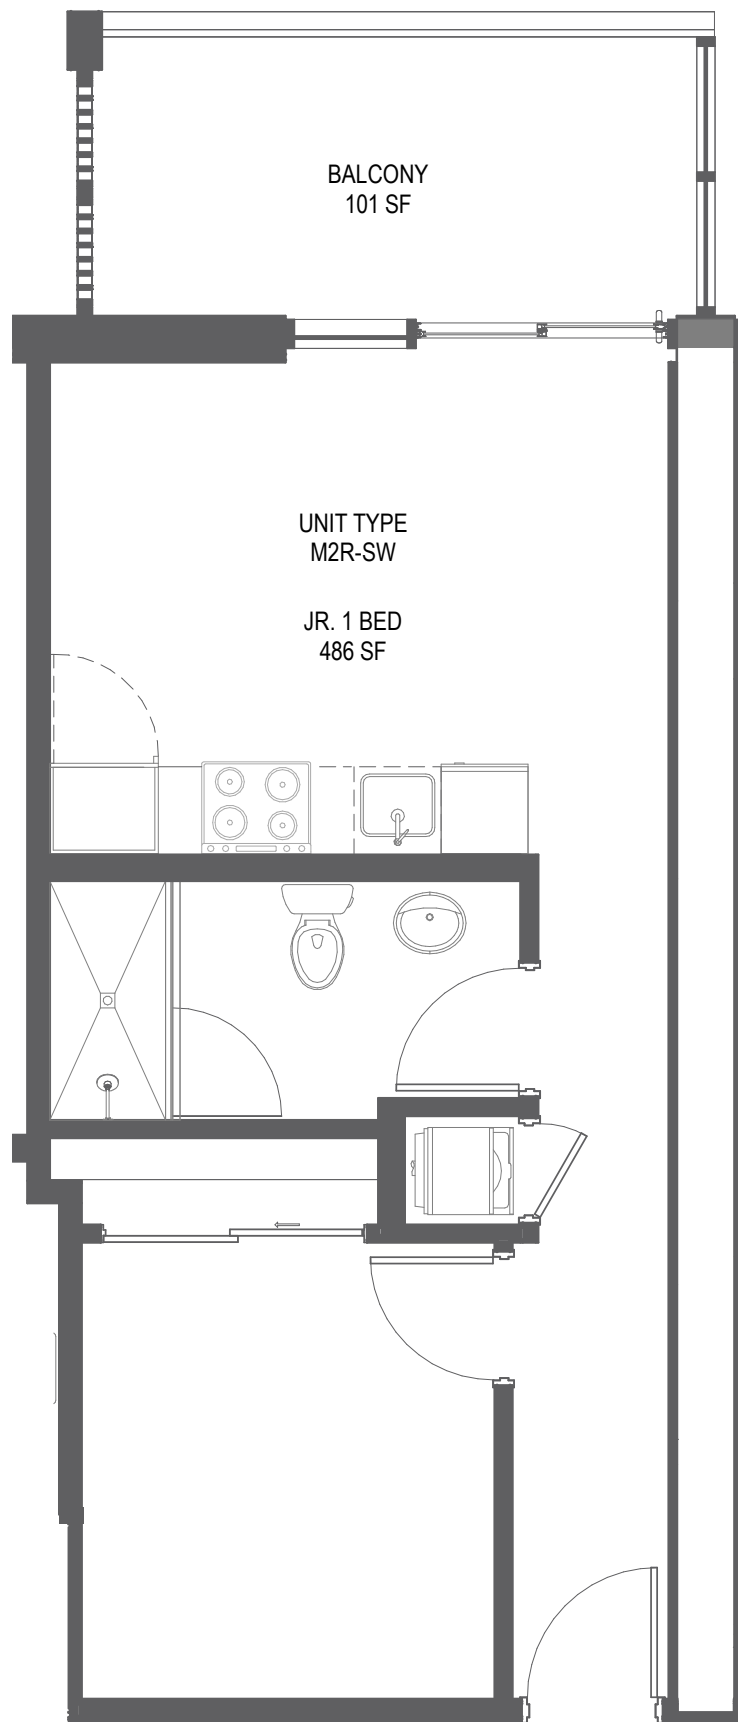 BALCONY
101 SF
UNIT TYPE
M2R-SW
JR. 1 BED
486 SF